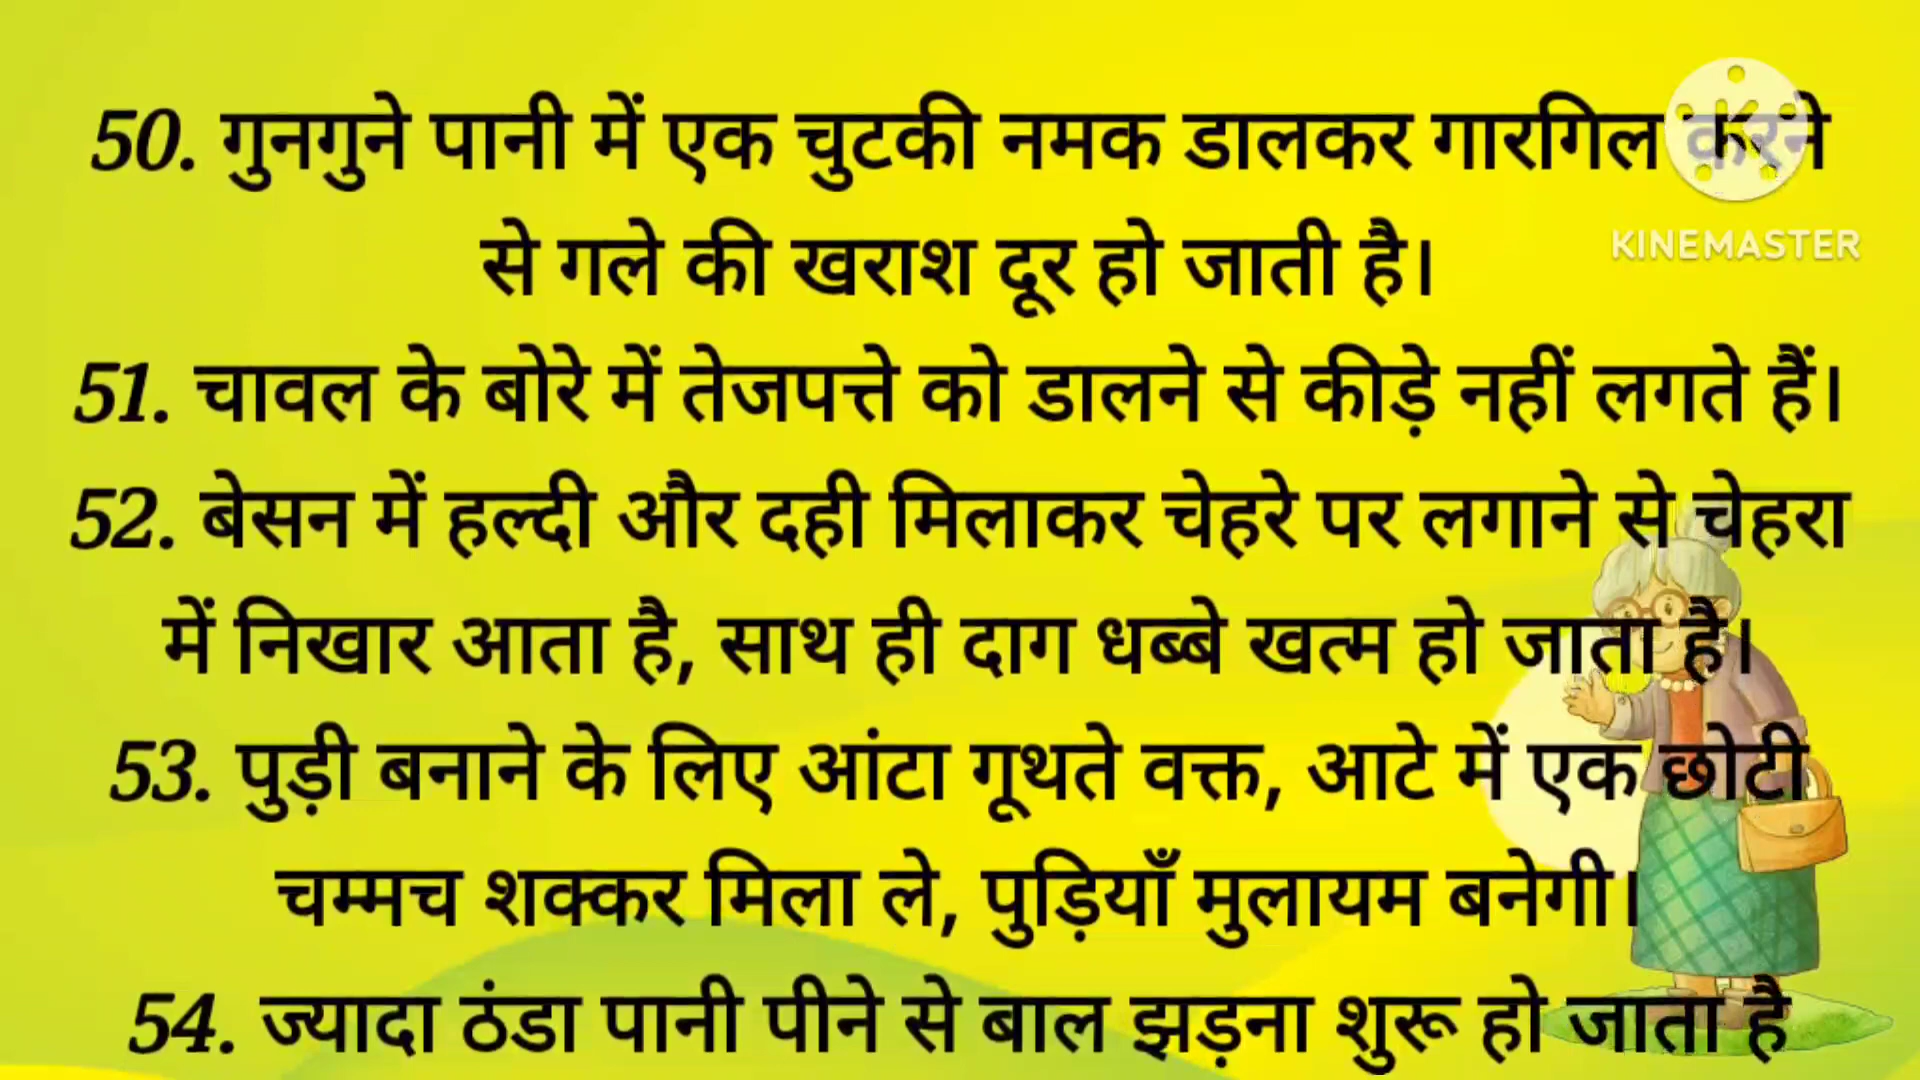 50. गुनगुने पानी में एक चुटकी नमक डालकर गारगिल करने
KINEMASTER
से गले की खराश दूर हो जाती है।
51. चावल के बोरे में तेजपत्ते को डालने से कीड़े नहीं लगते हैं।
52. बेसन में हल्दी और दही मिलाकर चेहरे पर लगाने से चेहरा
में निखार आता है, साथ ही दाग धब्बे खत्म हो जाता है।
53. पुड़ी बनाने के लिए आंटा गूथते वक्त, आटे में एक छोटी
चम्मच शक्कर मिला ले, पुड़ियाँ मुलायम बनेगी।
54. ज्यादा ठंडा पानी पीने से बाल झड़ना शुरू हो जाता है